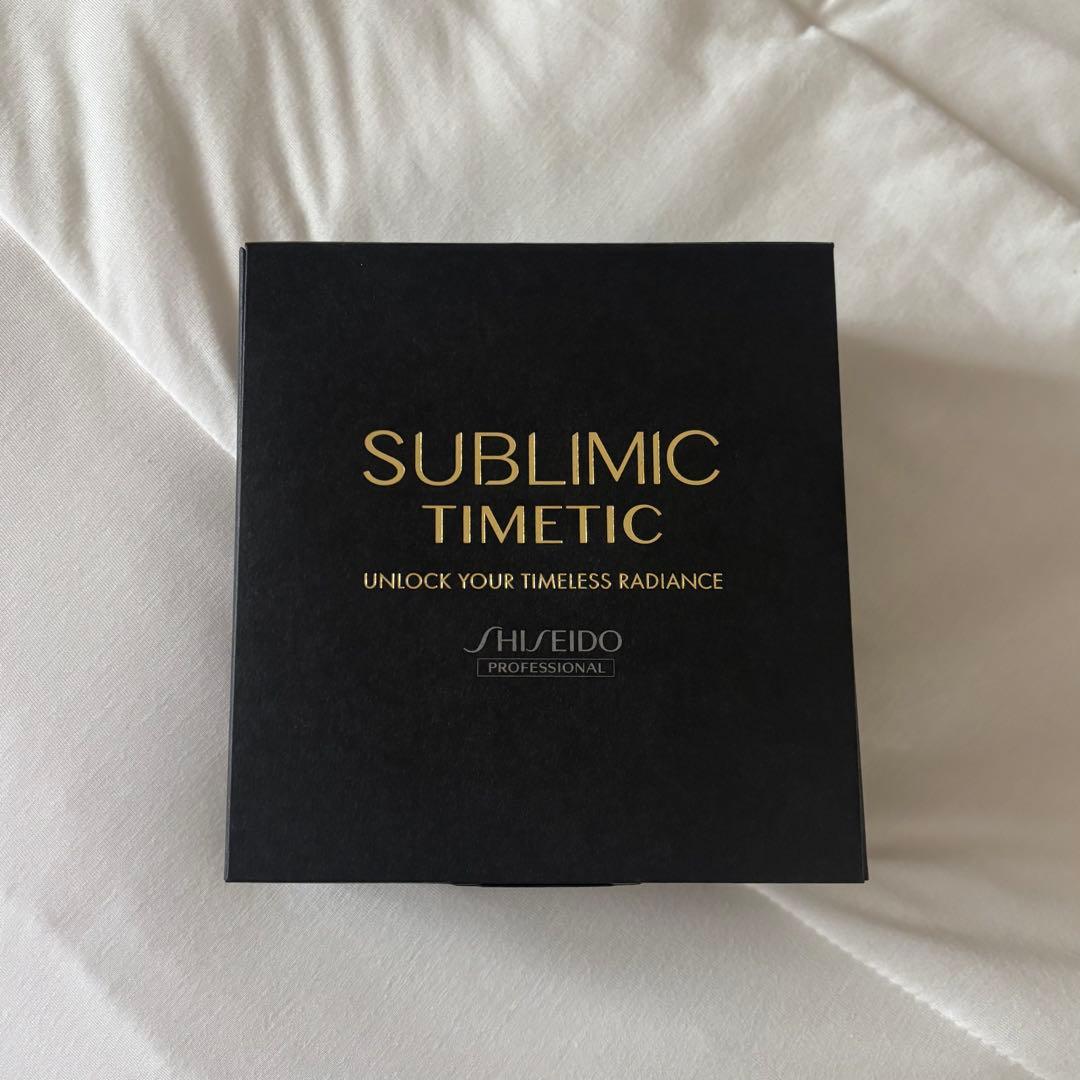 SUBLIMIC
TIMETIC
UNLOCK YOUR TIMELESS RADIANCE
SHISEIDO
PROFESSIONAL